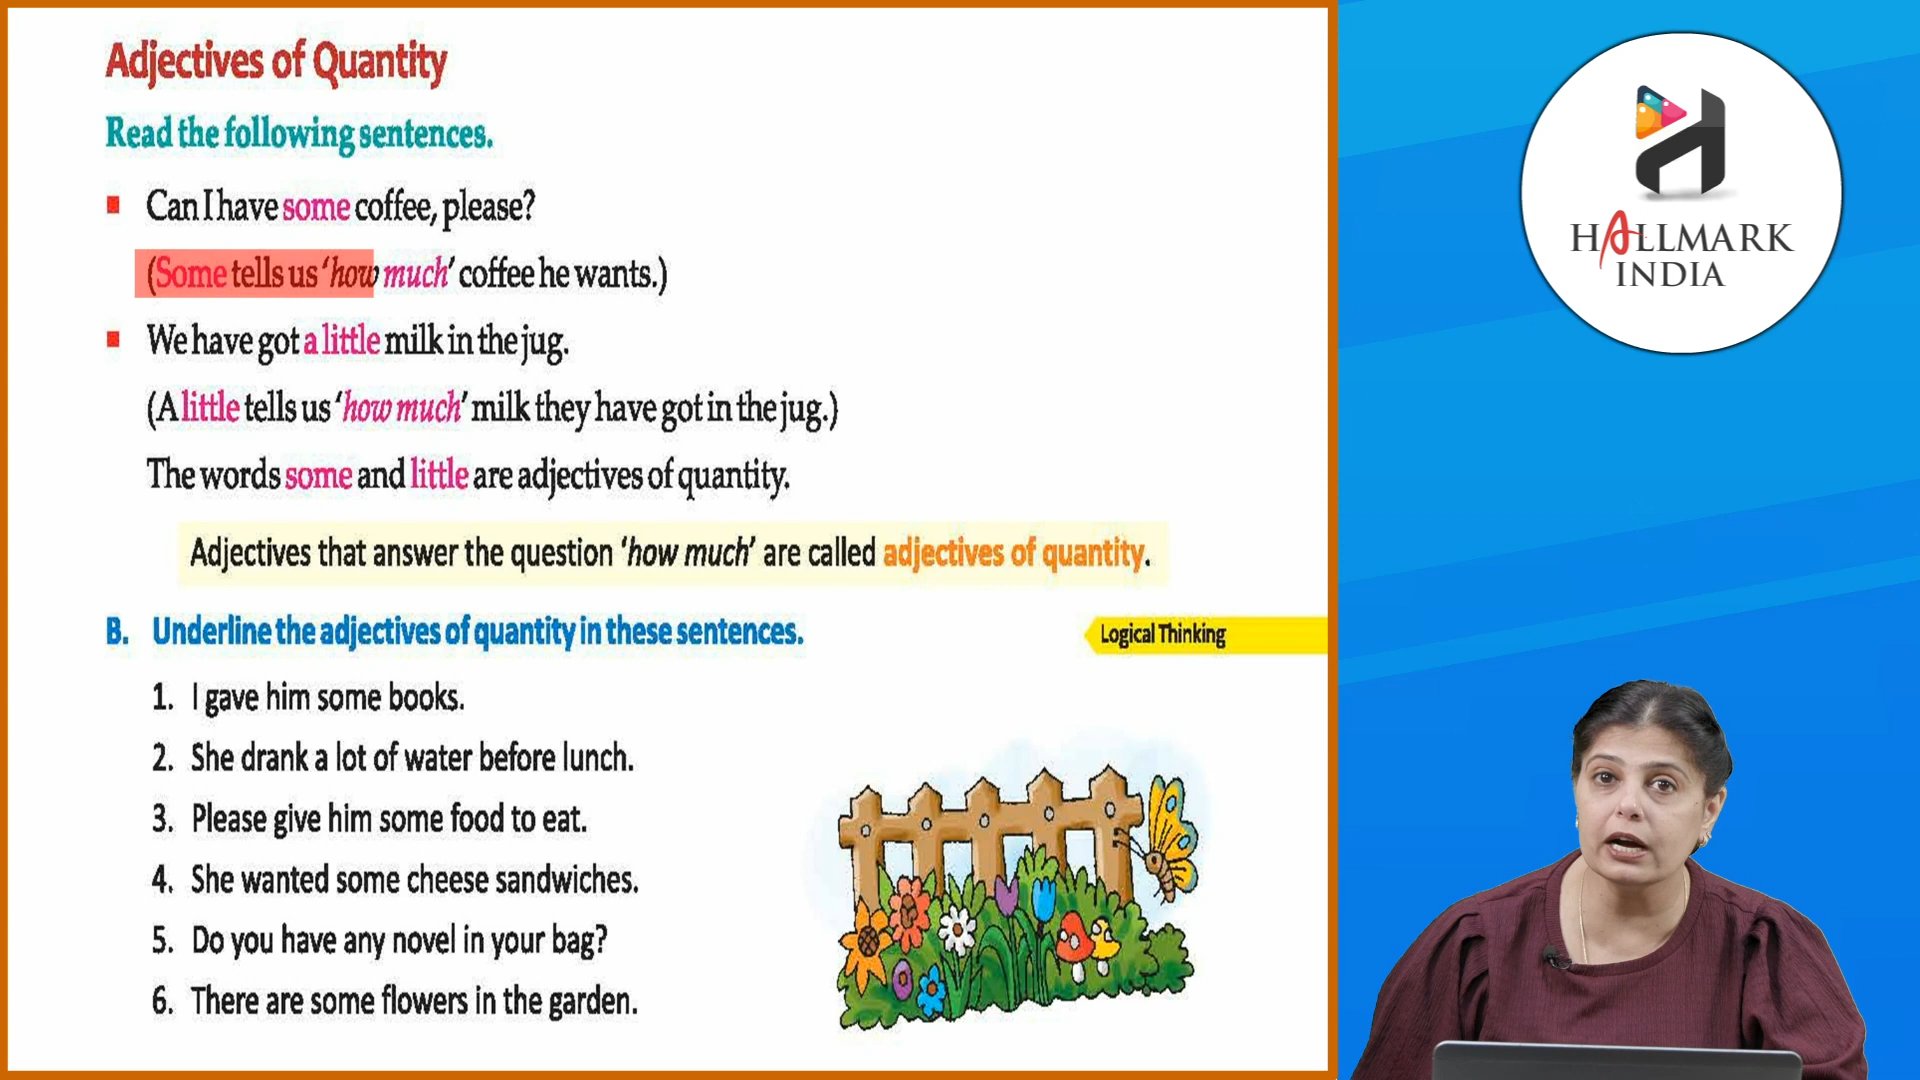 Adjectives of Quantity
Read the following sentences.
Can I have some coffee, please?
(Some tells us 'how much' coffee he wants.)
We have got a little milk in the jug.
(A little tells us 'how much' milk they have got in the jug.)
The words some and little are adjectives of quantity.
Adjectives that answer the question 'how much' are called adjectives of quantity.
B. Underline the adjectives of quantity in these sentences.
Logical Thinking
1. I gave him some books.
2. She drank a lot of water before lunch.
3. Please give him some food to eat.
4. She wanted some cheese sandwiches.
5. Do you have any novel in your bag?
6. There are some flowers in the garden.
HALLMARK
INDIA